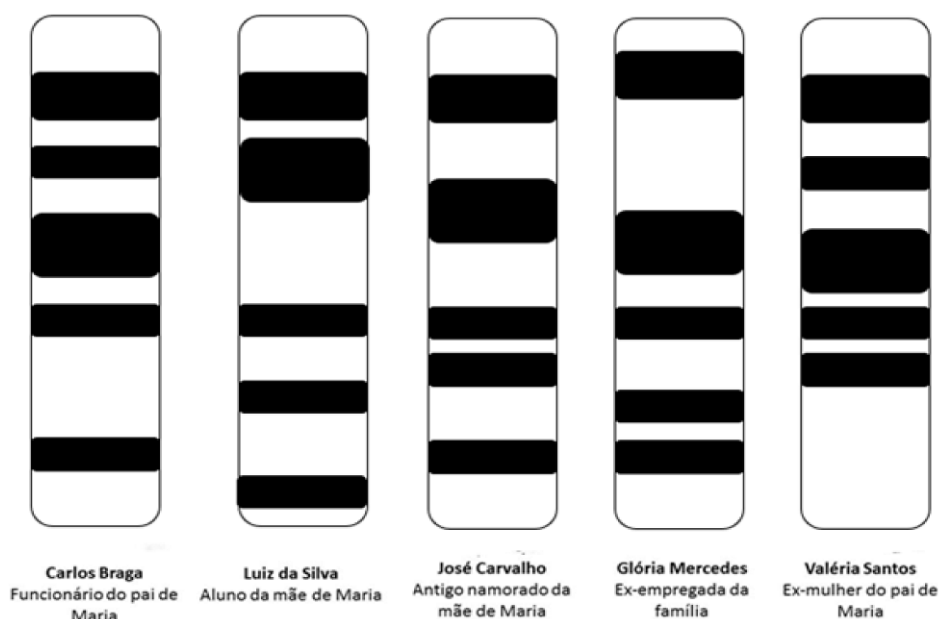 Carlos Braga
Funcionário do pai de
Maria
Luiz da Silva
Aluno da mãe de Maria
José Carvalho
Antigo namorado da
mãe de Maria
Glória Mercedes
Ex-empregada da
família
Valéria Santos
Ex-mulher do pai de
Maria